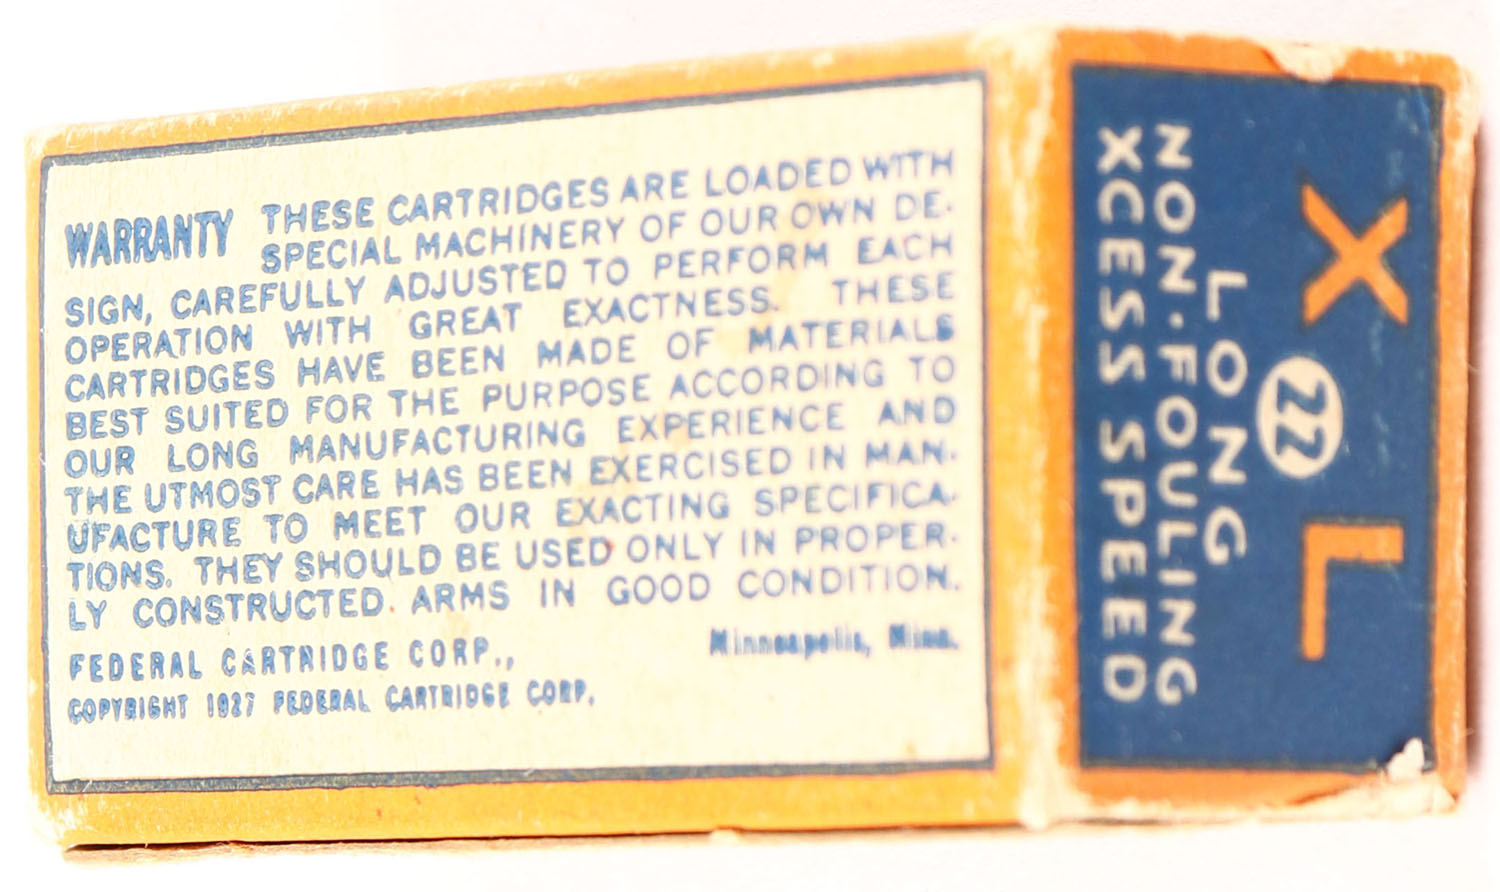 WARRANTY THESE CARTRIDGES ARE LOADED WITH
SPECIAL MACHINERY OF OUR OWN DE-
SIGN, CAREFULLY ADJUSTED TO PERFORM EACH
OPERATION WITH GREAT EXACTNESS. THESE
CARTRIDGES HAVE BEEN MADE OF MATERIALS
BEST SUITED FOR THE PURPOSE ACCORDING TO
OUR LONG MANUFACTURING EXPERIENCE AND
THE UTMOST CARE HAS BEEN EXERCISED IN MAN-
UFACTURE TO MEET OUR EXACTING SPECIFICA-
TIONS. THEY SHOULD BE USED ONLY IN PROPER-
LY CONSTRUCTED ARMS IN GOOD CONDITION.
FEDERAL CARTRIDGE CORP., Minneapolis, Minn.
COPYRIGHT 1927 FEDERAL CARTRIDGE CORP.
X 22 L
LONG
NON-FOULING
XCESS SPEED